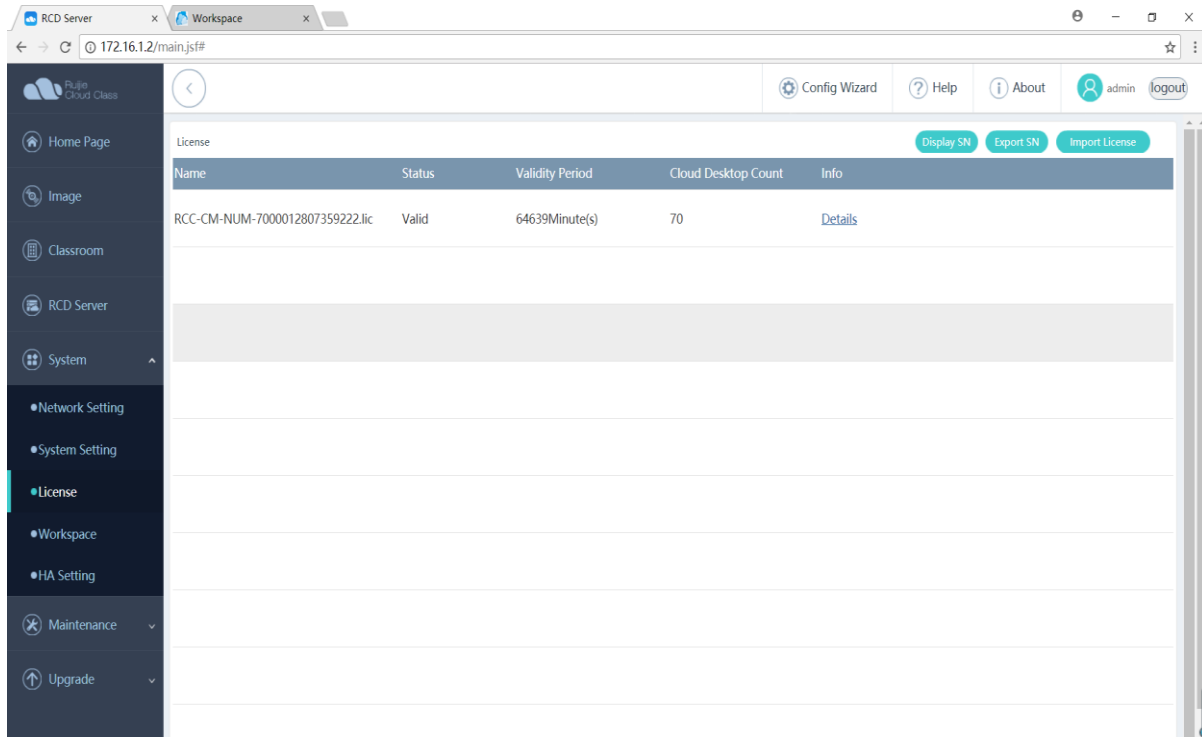 RCD Server
Workspace
172.16.1.2/main.jsf#
Ruijie
Cloud Class
Config Wizard
Help
About
admin
logout
Home Page
Image
Classroom
RCD Server
System
Network Setting
System Setting
License
Workspace
HA Setting
Maintenance
Upgrade
License
Display SN
Export SN
Import License
Name Status Validity Period Cloud Desktop Count Info
RCC-CM-NUM-7000012807359222.lic Valid 64639Minute(s) 70 Details